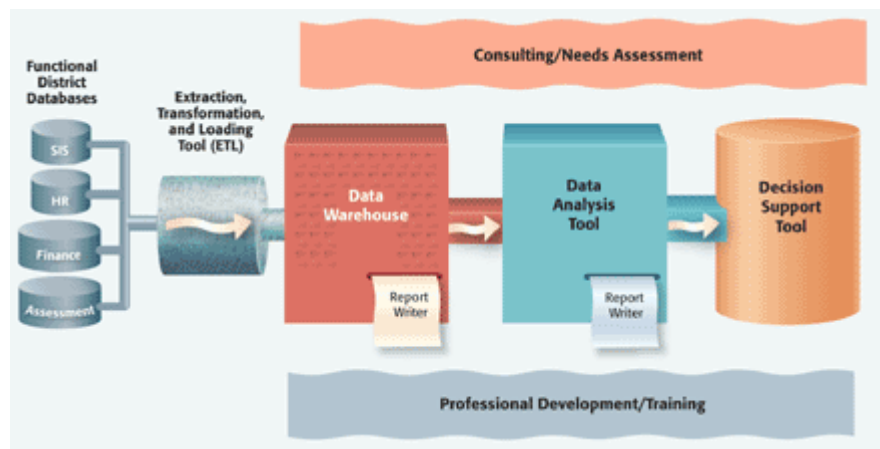 Consulting/Needs Assessment
Functional
District
Databases
SIS
HR
Finance
Assessment
Extraction,
Transformation,
and Loading
Tool (ETL)
Data
Warehouse
Report
Writer
Data
Analysis
Tool
Report
Writer
Decision
Support
Tool
Professional Development/Training